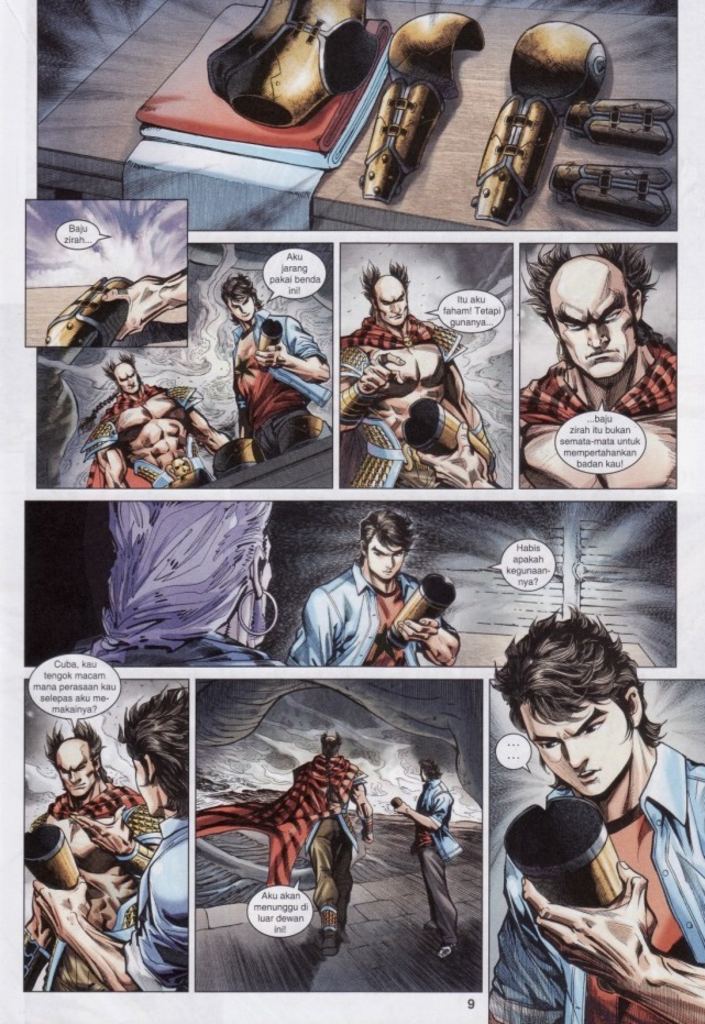 Baju
zirah...
Aku
jarang
pakai benda
ini!
Itu aku
faham! Tetapi
gunanya...
...baju
zirah itu bukan
semata-mata untuk
mempertahankan
badan kau!
Habis
apakah
kegunaan-
nya?
Cuba, kau
tengok macam
mana perasaan kau
selepas aku me-
makainya?
Aku akan
menunggu di
luar dewan
ini!
...
...
9